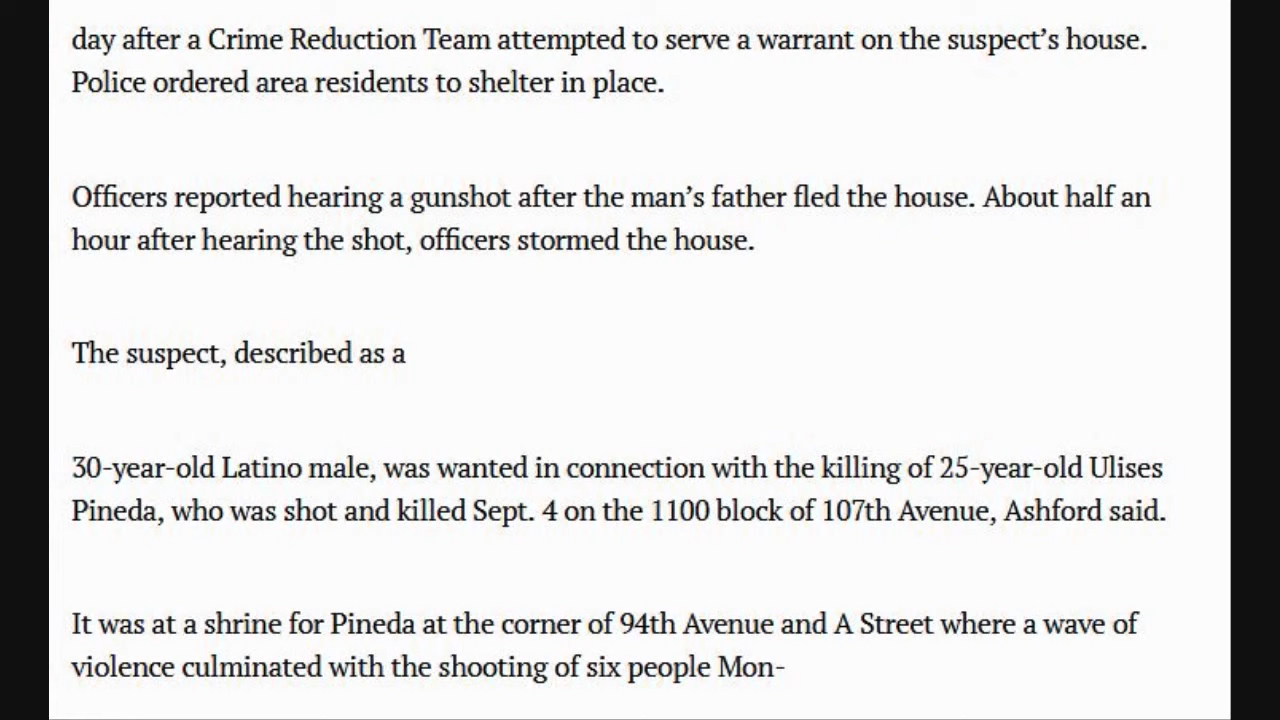 day after a Crime Reduction Team attempted to serve a warrant on the suspect’s house.
Police ordered area residents to shelter in place.
Officers reported hearing a gunshot after the man’s father fled the house. About half an
hour after hearing the shot, officers stormed the house.
The suspect, described as a
30-year-old Latino male, was wanted in connection with the killing of 25-year-old Ulises
Pineda, who was shot and killed Sept. 4 on the 1100 block of 107th Avenue, Ashford said.
It was at a shrine for Pineda at the corner of 94th Avenue and A Street where a wave of
violence culminated with the shooting of six people Mon-